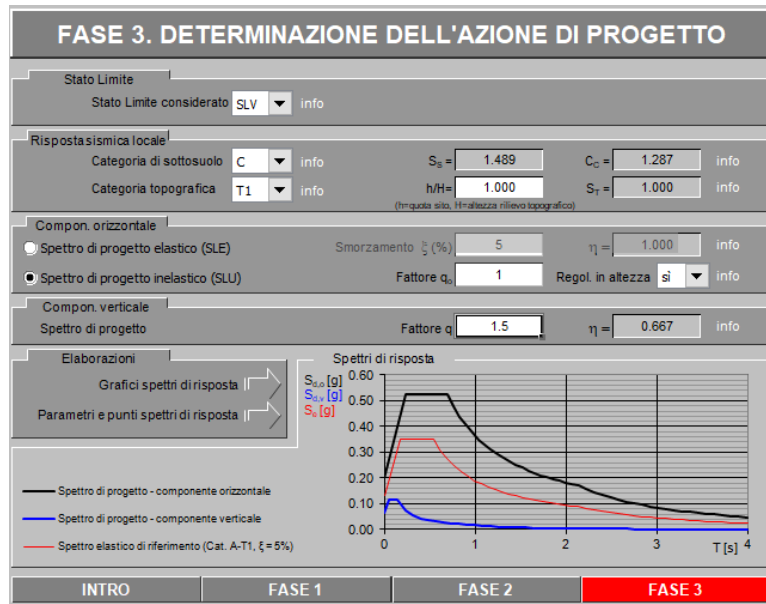 FASE 3. DETERMINAZIONE DELL'AZIONE DI PROGETTO
Stato Limite
Stato Limite considerato SLV info
Risposta sismica locale
Categoria di sottosuolo C info S_S = 1.489 C_C = 1.287 info
Categoria topografica T1 info h/H= 1.000 S_T = 1.000 info
(h=quota sito, H=altezza rilievo topografico)
Compon. orizzontale
Spettro di progetto elastico (SLE) Smorzamento ξ (%) 5 η = 1.000 info
Spettro di progetto inelastico (SLU) Fattore q_o 1 Regol. in altezza sì info
Compon. verticale
Spettro di progetto Fattore q 1.5 η = 0.667 info
Elaborazioni
Grafici spettri di risposta
Parametri e punti spettri di risposta
Spettri di risposta
S_d,o [g]
S_d,v [g]
S_e [g]
0.60
0.50
0.40
0.30
0.20
0.10
0.00
0 1 2 3 4
T [s]
Spettro di progetto - componente orizzontale
Spettro di progetto - componente verticale
Spettro elastico di riferimento (Cat. A-T1, ξ = 5%)
INTRO FASE 1 FASE 2 FASE 3